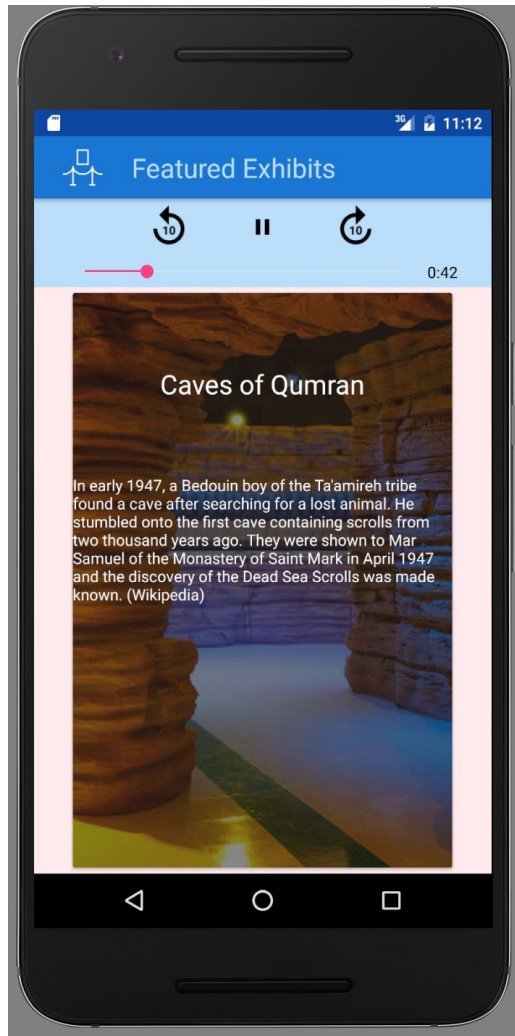 3G 11:12
Featured Exhibits
10 10
0:42
Caves of Qumran
In early 1947, a Bedouin boy of the Ta'amireh tribe
found a cave after searching for a lost animal. He
stumbled onto the first cave containing scrolls from
two thousand years ago. They were shown to Mar
Samuel of the Monastery of Saint Mark in April 1947
and the discovery of the Dead Sea Scrolls was made
known. (Wikipedia)